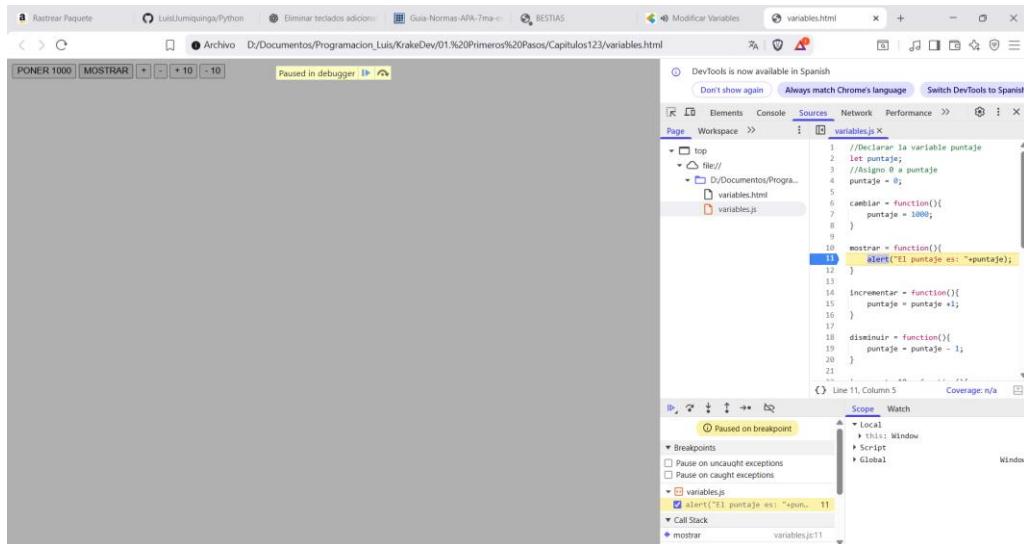 Rastrear Paquete
LuisLlumiquinga/Python
Eliminar teclados adicional
Guia-Normas-APA-7ma-e
BESTIAS
Modificar Variables
variables.html
Archivo D:/Documentos/Programacion_Luis/KrakeDev/01.%20Primeros%20Pasos/Capitulos123/variables.html
PONER 1000 MOSTRAR + - + 10 - 10
Paused in debugger
DevTools is now available in Spanish
Don't show again Always match Chrome's language Switch DevTools to Spanish
Elements Console Sources Network Performance
Page Workspace
variables.js
top
file://
D:/Documentos/Progra...
variables.html
variables.js
1 //Declarar la variable puntaje
2 let puntaje;
3 //Asigno 0 a puntaje
4 puntaje = 0;
5
6 cambiar = function(){
7 puntaje = 1000;
8 }
9
10 mostrar = function(){
11 alert("El puntaje es: "+puntaje);
12 }
13
14 incrementar = function(){
15 puntaje = puntaje +1;
16 }
17
18 disminuir = function(){
19 puntaje = puntaje - 1;
20 }
21
{} Line 11, Column 5 Coverage: n/a
Paused on breakpoint
Breakpoints
Pause on uncaught exceptions
Pause on caught exceptions
variables.js
alert("El puntaje es: "+pun... 11
Call Stack
mostrar variables.js:11
Scope Watch
Local
this: Window
Script
Global Window